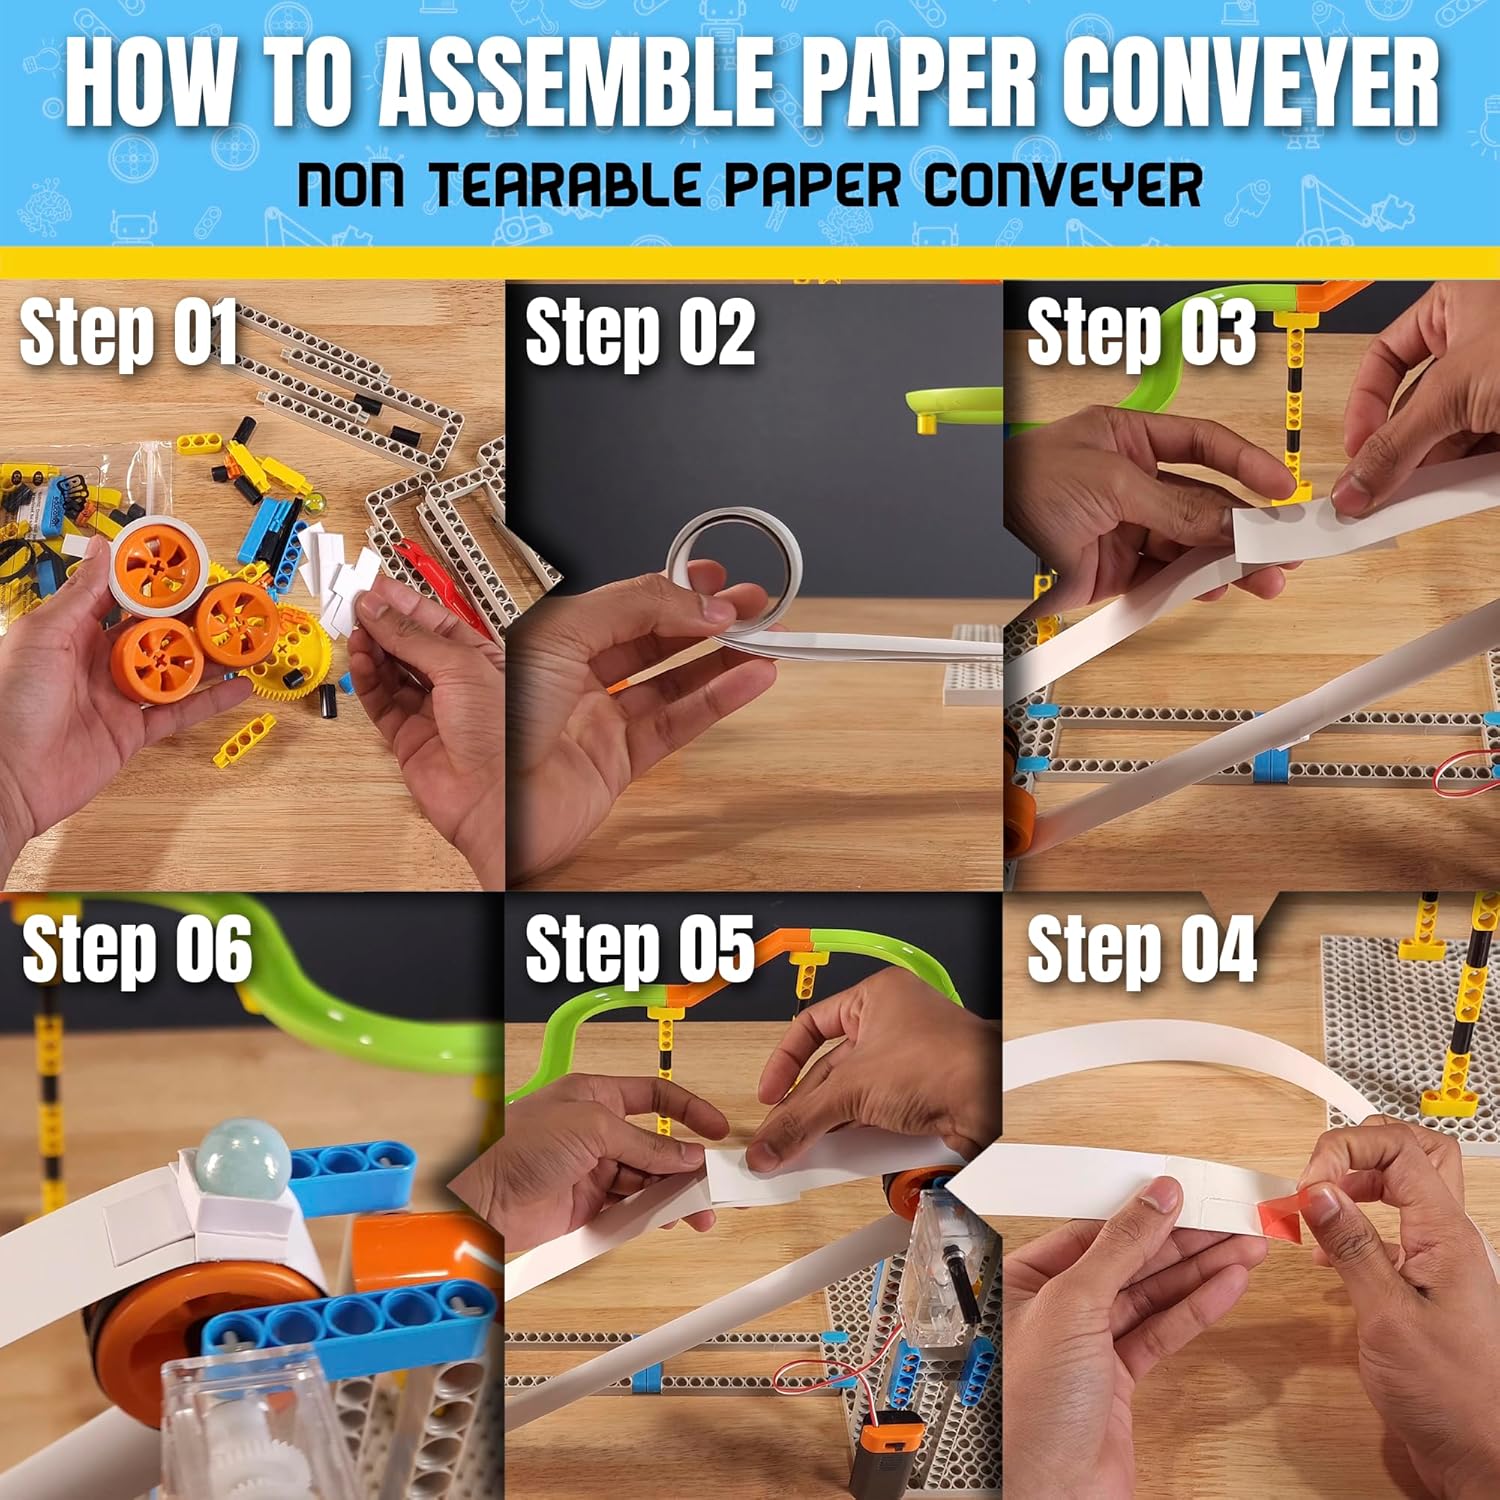 HOW TO ASSEMBLE PAPER CONVEYER
NON TEARABLE PAPER CONVEYER
Step 01
Step 02
Step 03
Step 06
Step 05
Step 04